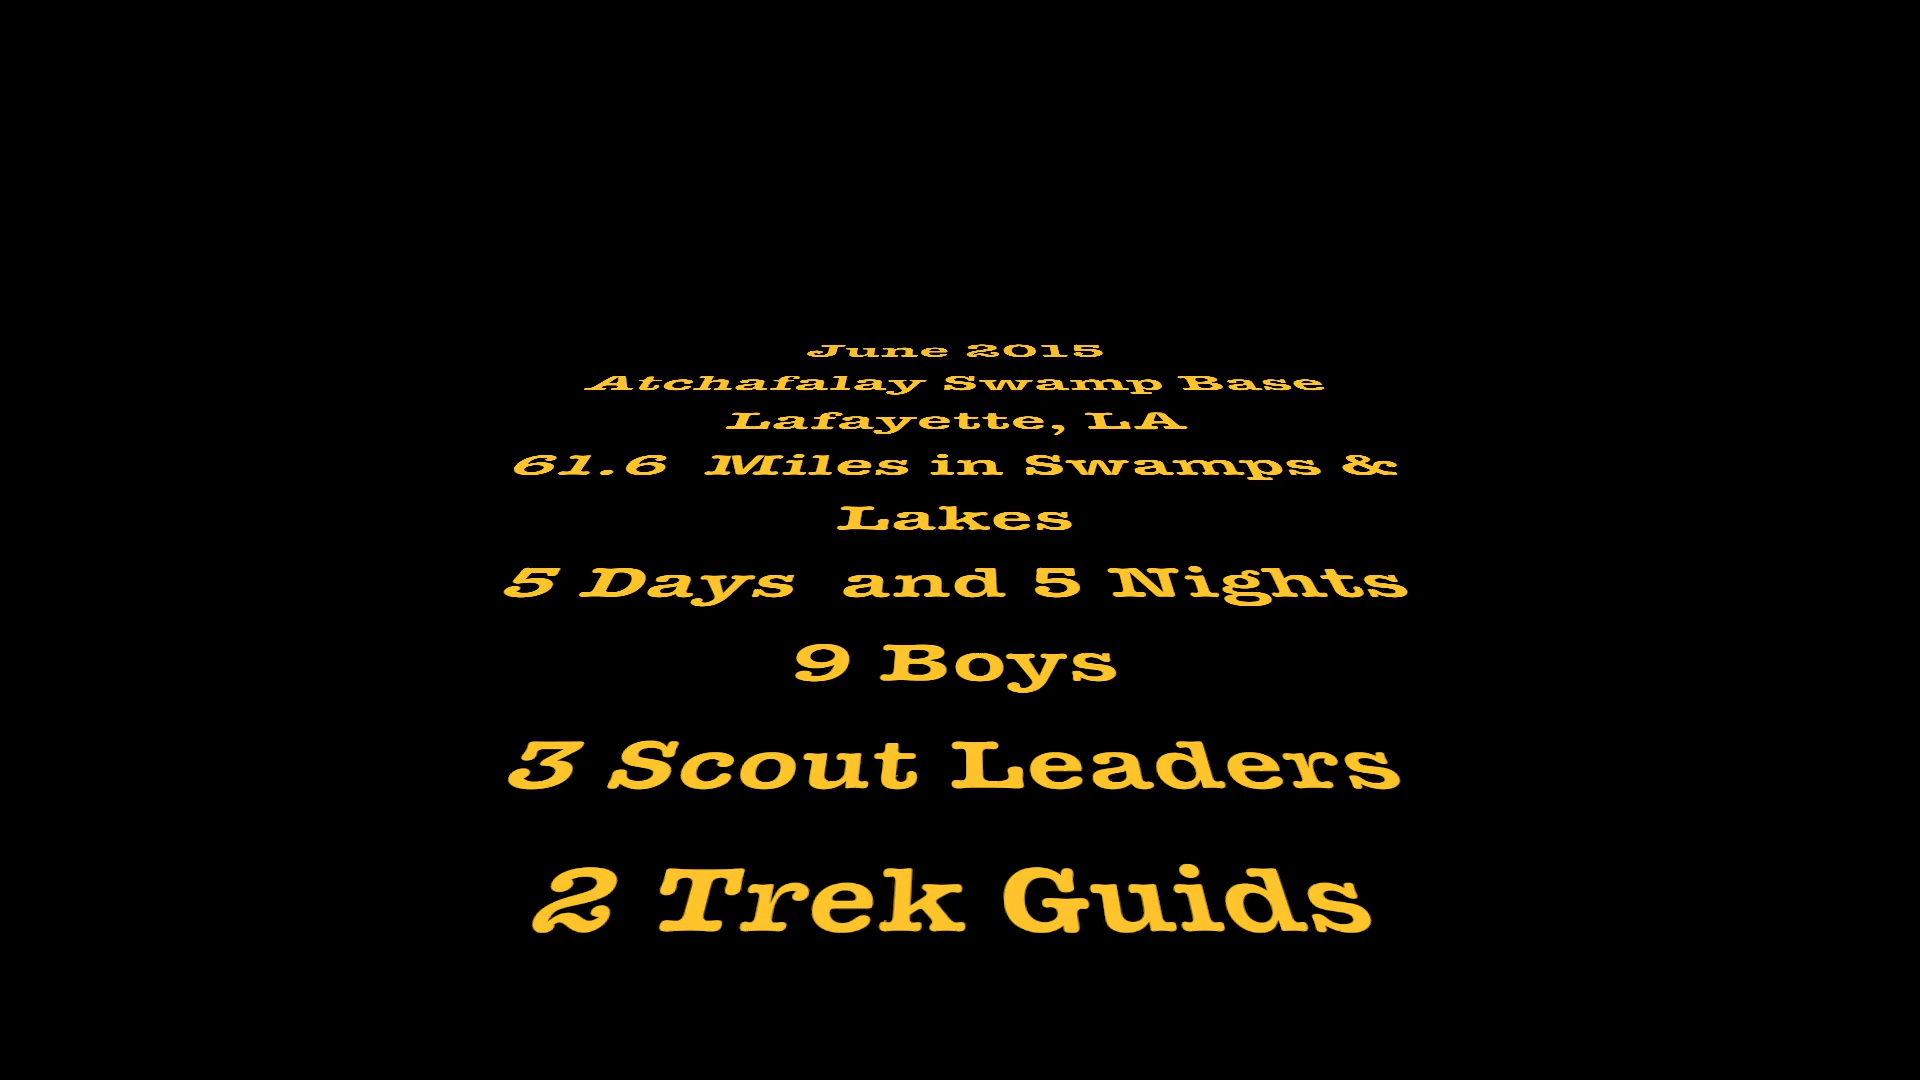 June 2015
Atchafalay Swamp Base
Lafayette, LA
61.6  Miles in Swamps &
Lakes
5 Days  and 5 Nights
9 Boys
3 Scout Leaders
2 Trek Guids